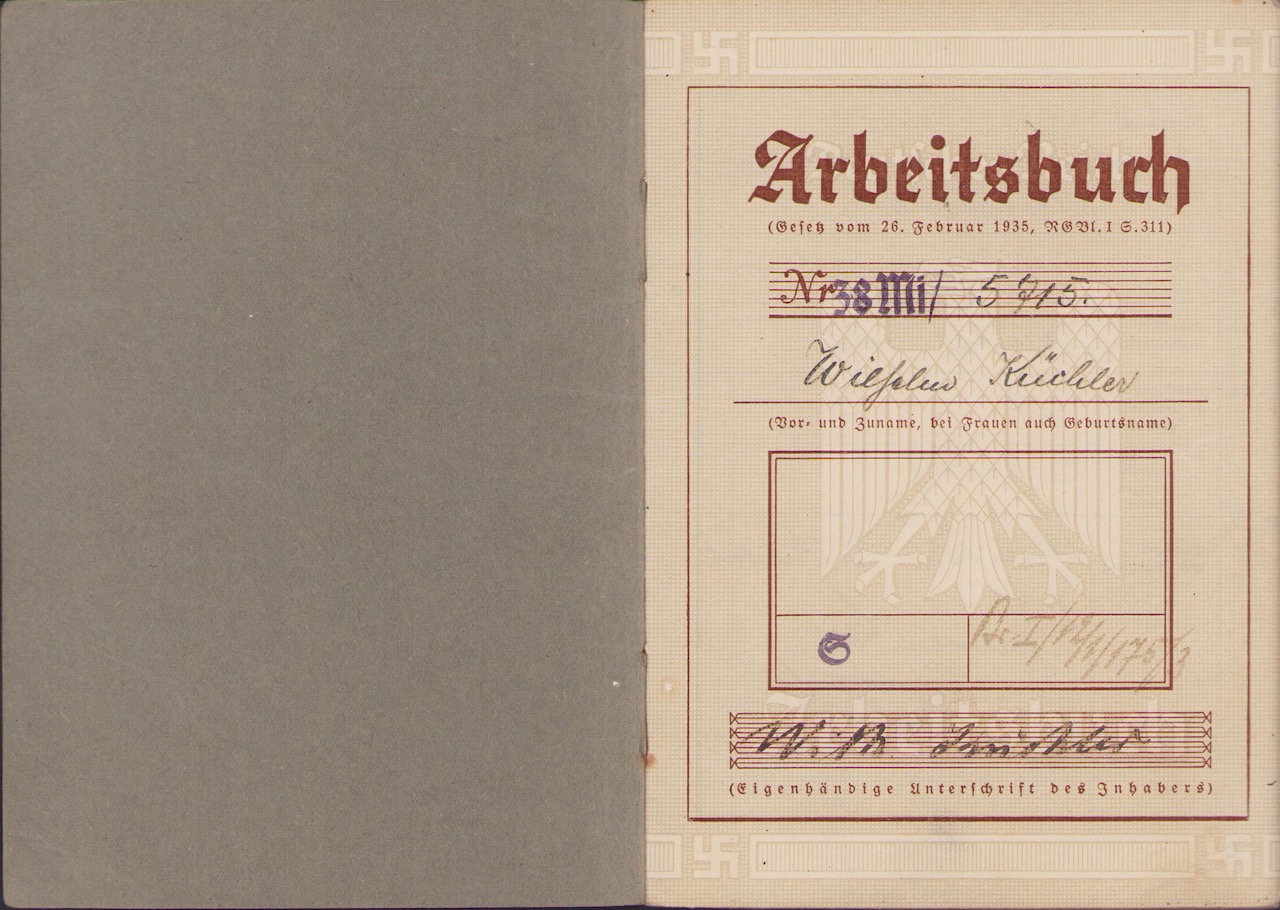 Arbeitsbuch
(Gesetz vom 26. Februar 1935, RGBl. I S. 311)
Nr. 38 Mi/ 5715.
Wilhelm Küchler
(Vor- und Zuname, bei Frauen auch Geburtsname)
S
Küchler
(Eigenhändige Unterschrift des Inhabers)